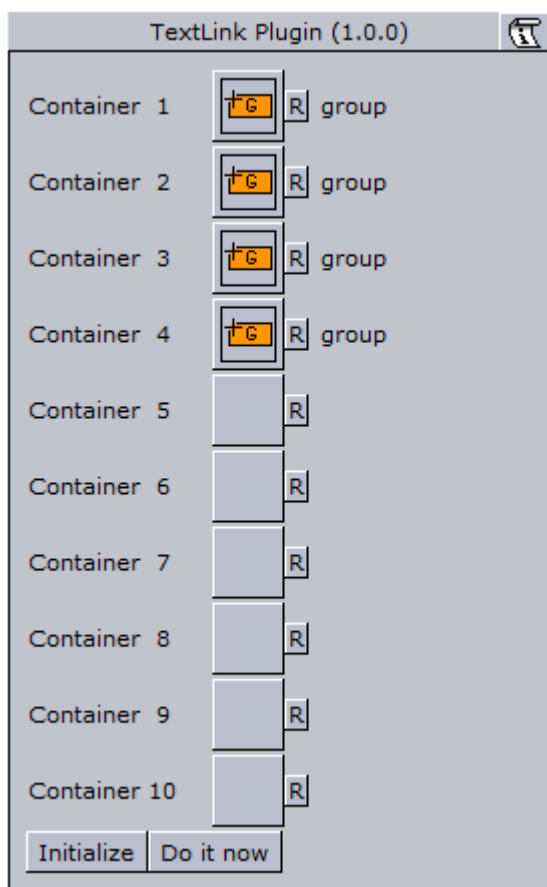 TextLink Plugin (1.0.0)
Container 1 G R group
Container 2 G R group
Container 3 G R group
Container 4 G R group
Container 5 R
Container 6 R
Container 7 R
Container 8 R
Container 9 R
Container 10 R
Initialize Do it now